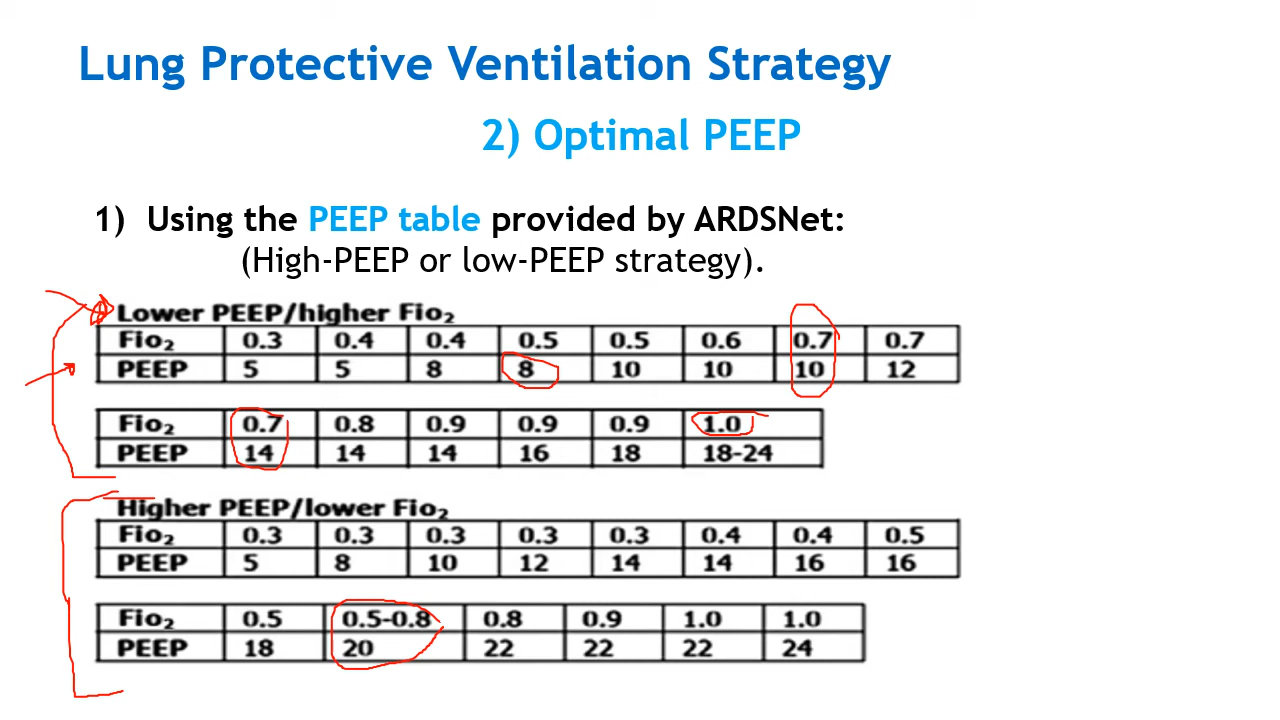 Lung Protective Ventilation Strategy
2) Optimal PEEP
1) Using the PEEP table provided by ARDSNet:
(High-PEEP or low-PEEP strategy).
Lower PEEP/higher Fio₂
Fio₂ 0.3 0.4 0.4 0.5 0.5 0.6 0.7 0.7
PEEP 5 5 8 8 10 10 10 12
Fio₂ 0.7 0.8 0.9 0.9 0.9 1.0
PEEP 14 14 14 16 18 18-24
Higher PEEP/lower Fio₂
Fio₂ 0.3 0.3 0.3 0.3 0.3 0.4 0.4 0.5
PEEP 5 8 10 12 14 14 16 16
Fio₂ 0.5 0.5-0.8 0.8 0.9 1.0 1.0
PEEP 18 20 22 22 22 24